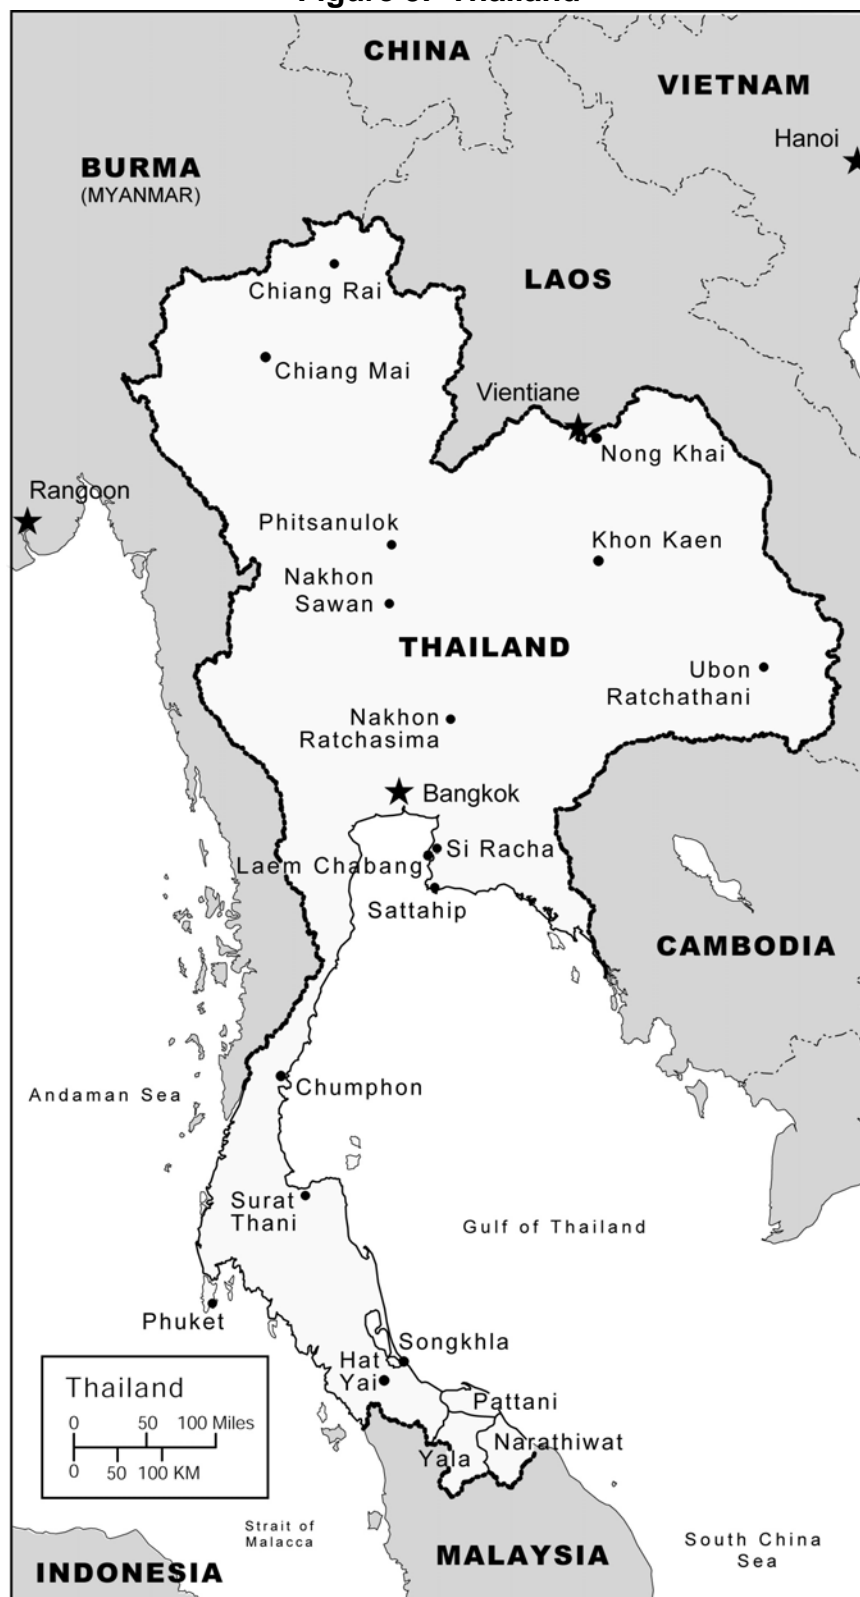 CHINA
VIETNAM
Hanoi
BURMA
(MYANMAR)
LAOS
Chiang Rai
Chiang Mai
Vientiane
Nong Khai
Rangoon
Phitsanulok
Khon Kaen
Nakhon
Sawan
THAILAND
Ubon
Ratchathani
Nakhon
Ratchasima
Bangkok
Si Racha
Laem Chabang
Sattahip
CAMBODIA
Andaman Sea
Chumphon
Surat
Thani
Gulf of Thailand
Phuket
Songkhla
Hat
Yai
Pattani
Narathiwat
Yala
Thailand
0 50 100 Miles
0 50 100 KM
Strait of
Malacca
South China
Sea
MALAYSIA
INDONESIA